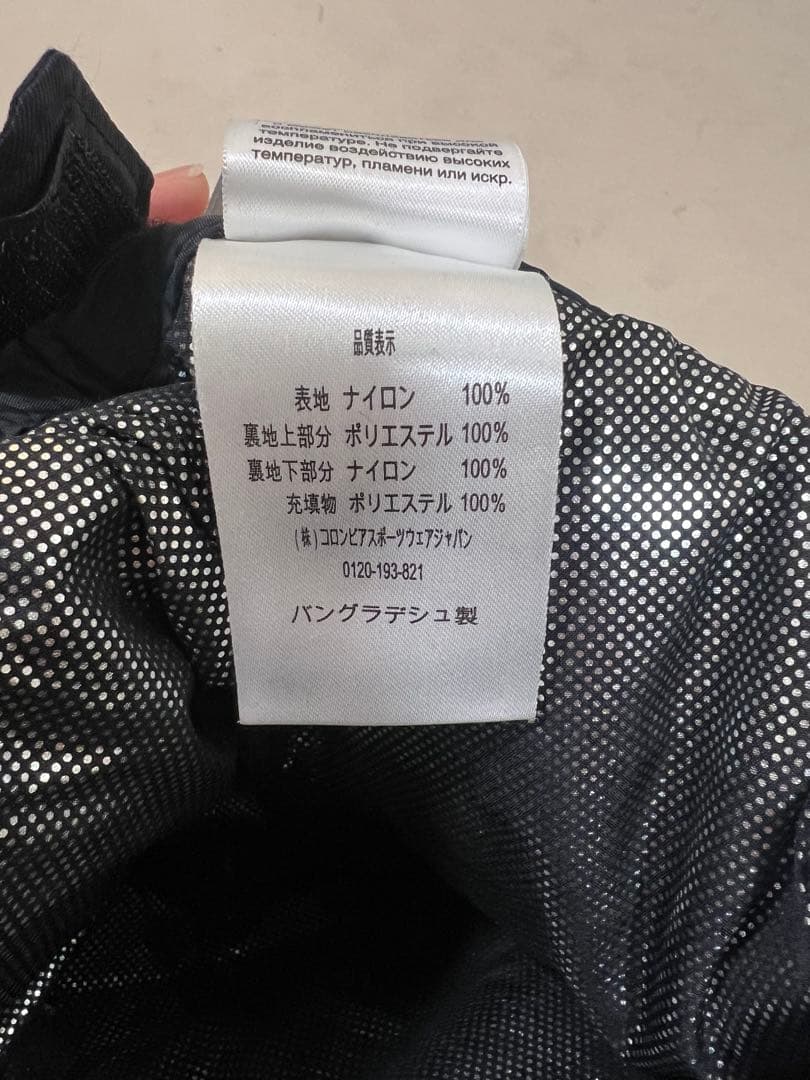 воспламениться при высокой
температуре. Не подвергайте
изделие воздействию высоких
температур, пламени или искр.
品質表示
表地 ナイロン 100%
裏地上部分 ポリエステル 100%
裏地下部分 ナイロン 100%
充填物 ポリエステル 100%
(株)コロンビアスポーツウェアジャパン
0120-193-821
バングラデシュ製